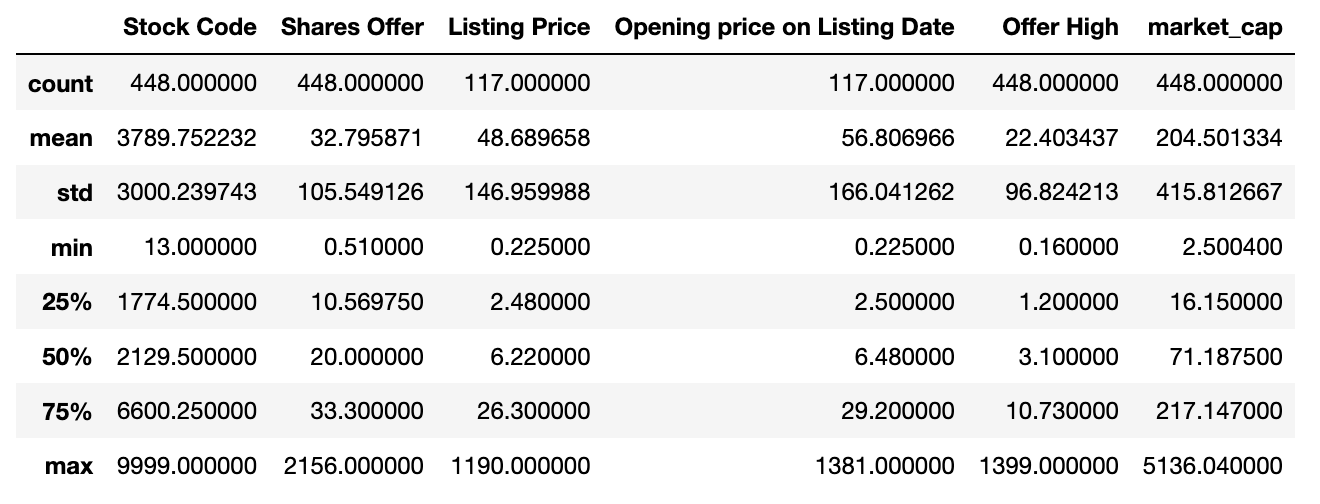 Stock Code Shares Offer Listing Price Opening price on Listing Date Offer High market_cap
count 448.000000 448.000000 117.000000 117.000000 448.000000 448.000000
mean 3789.752232 32.795871 48.689658 56.806966 22.403437 204.501334
std 3000.239743 105.549126 146.959988 166.041262 96.824213 415.812667
min 13.000000 0.510000 0.225000 0.225000 0.160000 2.500400
25% 1774.500000 10.569750 2.480000 2.500000 1.200000 16.150000
50% 2129.500000 20.000000 6.220000 6.480000 3.100000 71.187500
75% 6600.250000 33.300000 26.300000 29.200000 10.730000 217.147000
max 9999.000000 2156.000000 1190.000000 1381.000000 1399.000000 5136.040000